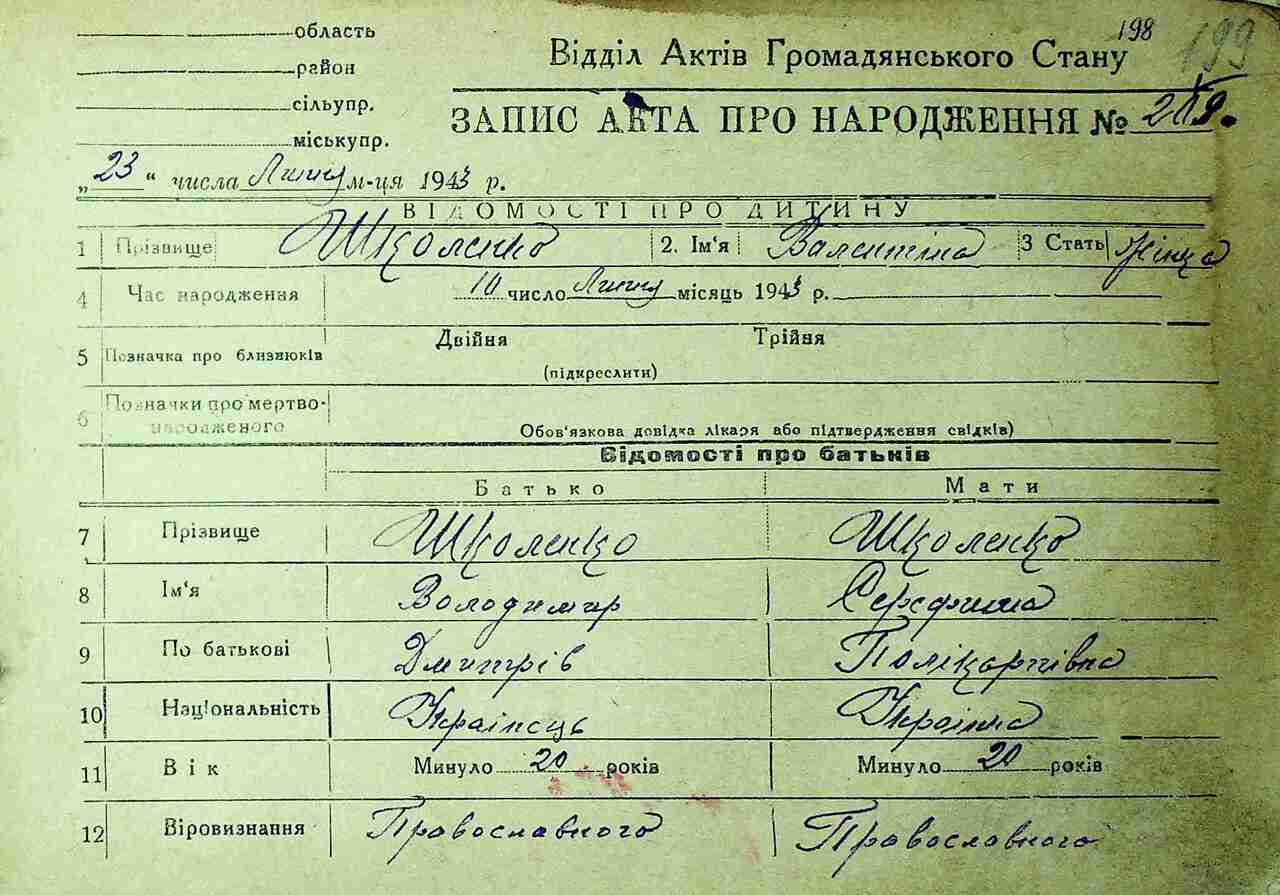 область
198
199
район
Відділ Актів Громадянського Стану
сільупр.
міськупр.
ЗАПИС АКТА ПРО НАРОДЖЕННЯ №
„23“ числа Липня м-ця 1943 р.
ВІДОМОСТІ ПРО ДИТИНУ
1 Прізвище Школенко 2. Ім'я Валентіна 3 Стать Жінка
4 Час народження 10 число Липня місяць 1943 р.
5 Позначка про близнюків Двійня Трійня
(підкреслити)
6 Позначки про мертво-
народженого
Обов'язкова довідка лікаря або підтвердження свідків)
Відомості про батьків
Батько Мати
7 Прізвище Школенко Школенко
8 Ім'я Володимир Серафима
9 По батькові Дмитрів Полікарпівна
10 Національність Українець Українка
11 Вік Минуло 20 років Минуло 20 років
12 Віровизнання Православного Православного